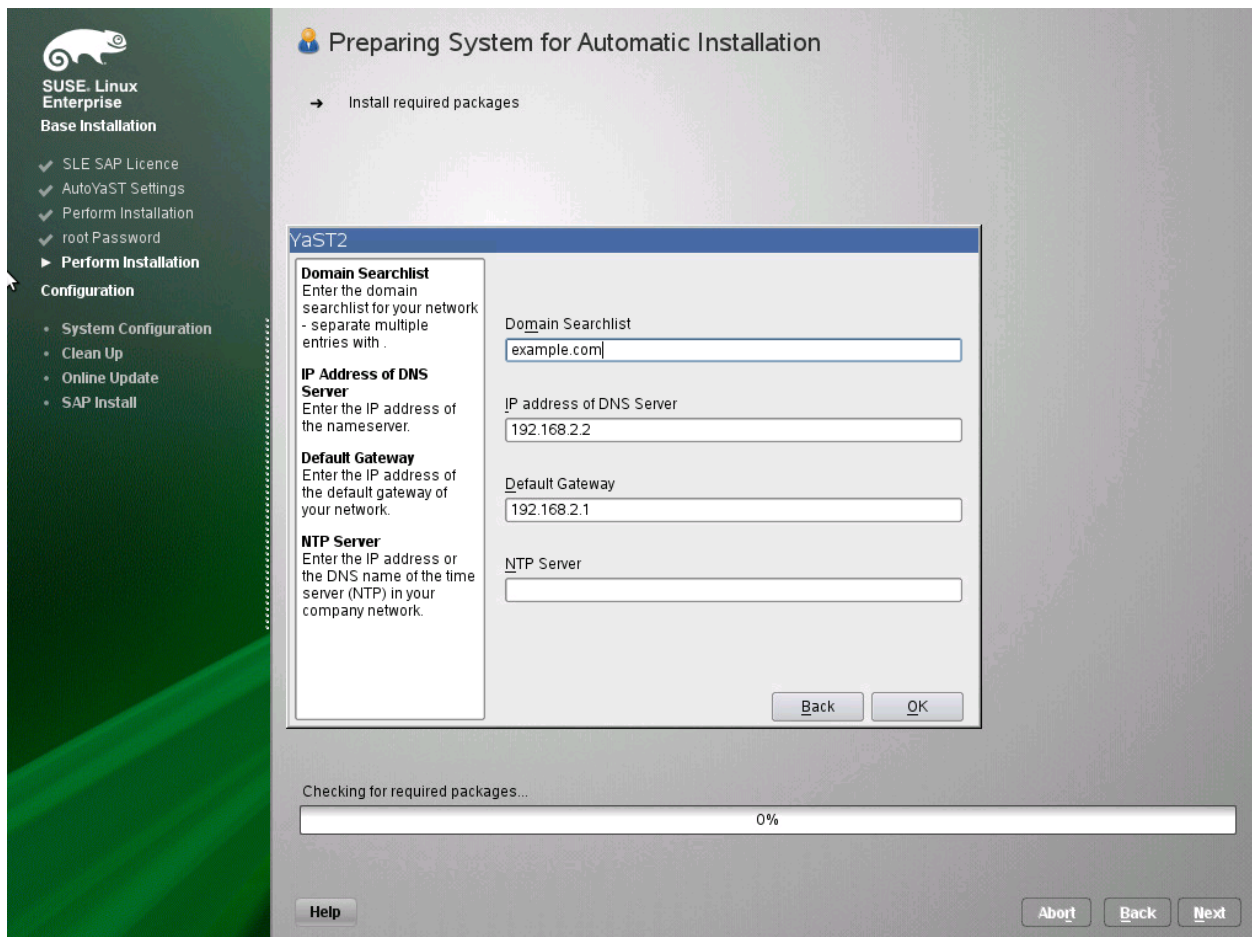 SUSE. Linux
Enterprise
Base Installation
SLE SAP Licence
AutoYaST Settings
Perform Installation
root Password
Perform Installation
Configuration
System Configuration
Clean Up
Online Update
SAP Install
Preparing System for Automatic Installation
Install required packages
YaST2
Domain Searchlist
Enter the domain
searchlist for your network
- separate multiple
entries with .
IP Address of DNS
Server
Enter the IP address of
the nameserver.
Default Gateway
Enter the IP address of
the default gateway of
your network.
NTP Server
Enter the IP address or
the DNS name of the time
server (NTP) in your
company network.
Domain Searchlist
example.com
IP address of DNS Server
192.168.2.2
Default Gateway
192.168.2.1
NTP Server
Back
OK
Checking for required packages...
0%
Help
Abort
Back
Next